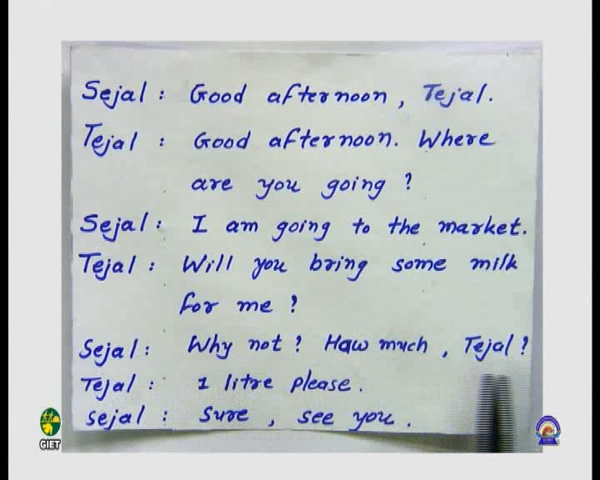 Sejal : Good afternoon , Tejal.
Tejal : Good afternoon. Where
are you going ?
Sejal : I am going to the market.
Tejal : Will you bring some milk
for me ?
Sejal : Why not ? Haw much , Tejal ?
Tejal : 1 litre please .
sejal : Sure , see you .
GIET